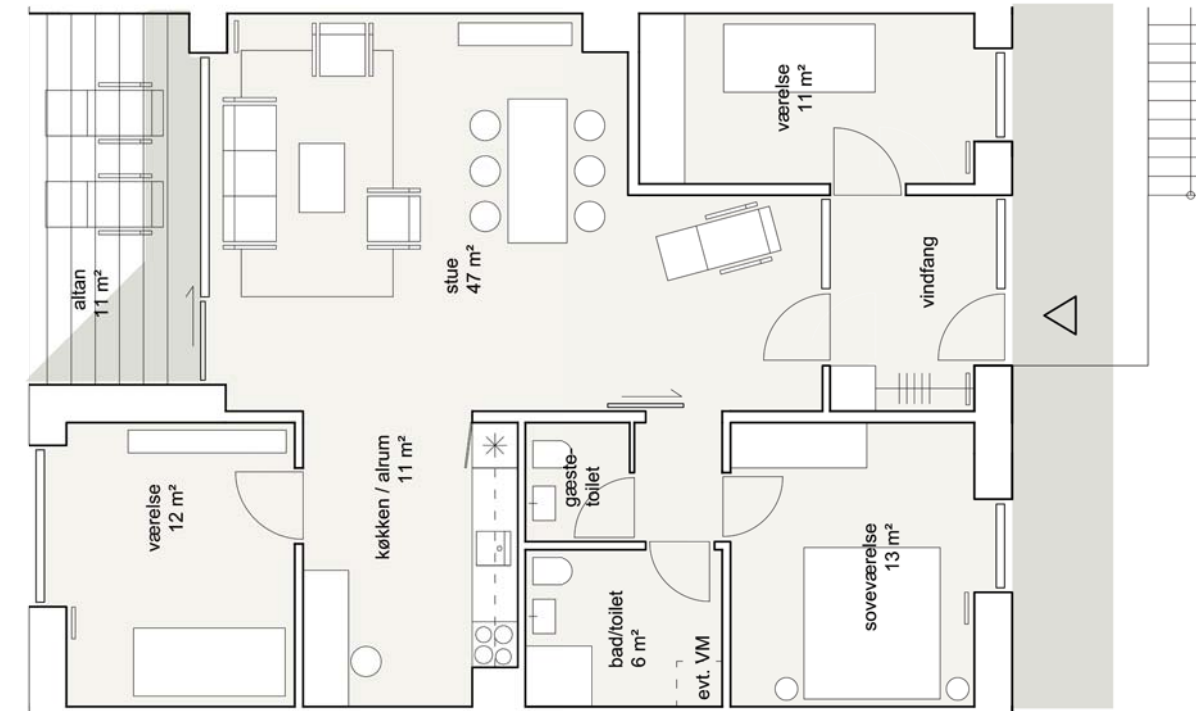 altan
11 m²
stue
47 m²
værelse
11 m²
vindfang
værelse
12 m²
køkken / alrum
11 m²
gæste-
toilet
bad/toilet
6 m²
evt. VM
soveværelse
13 m²